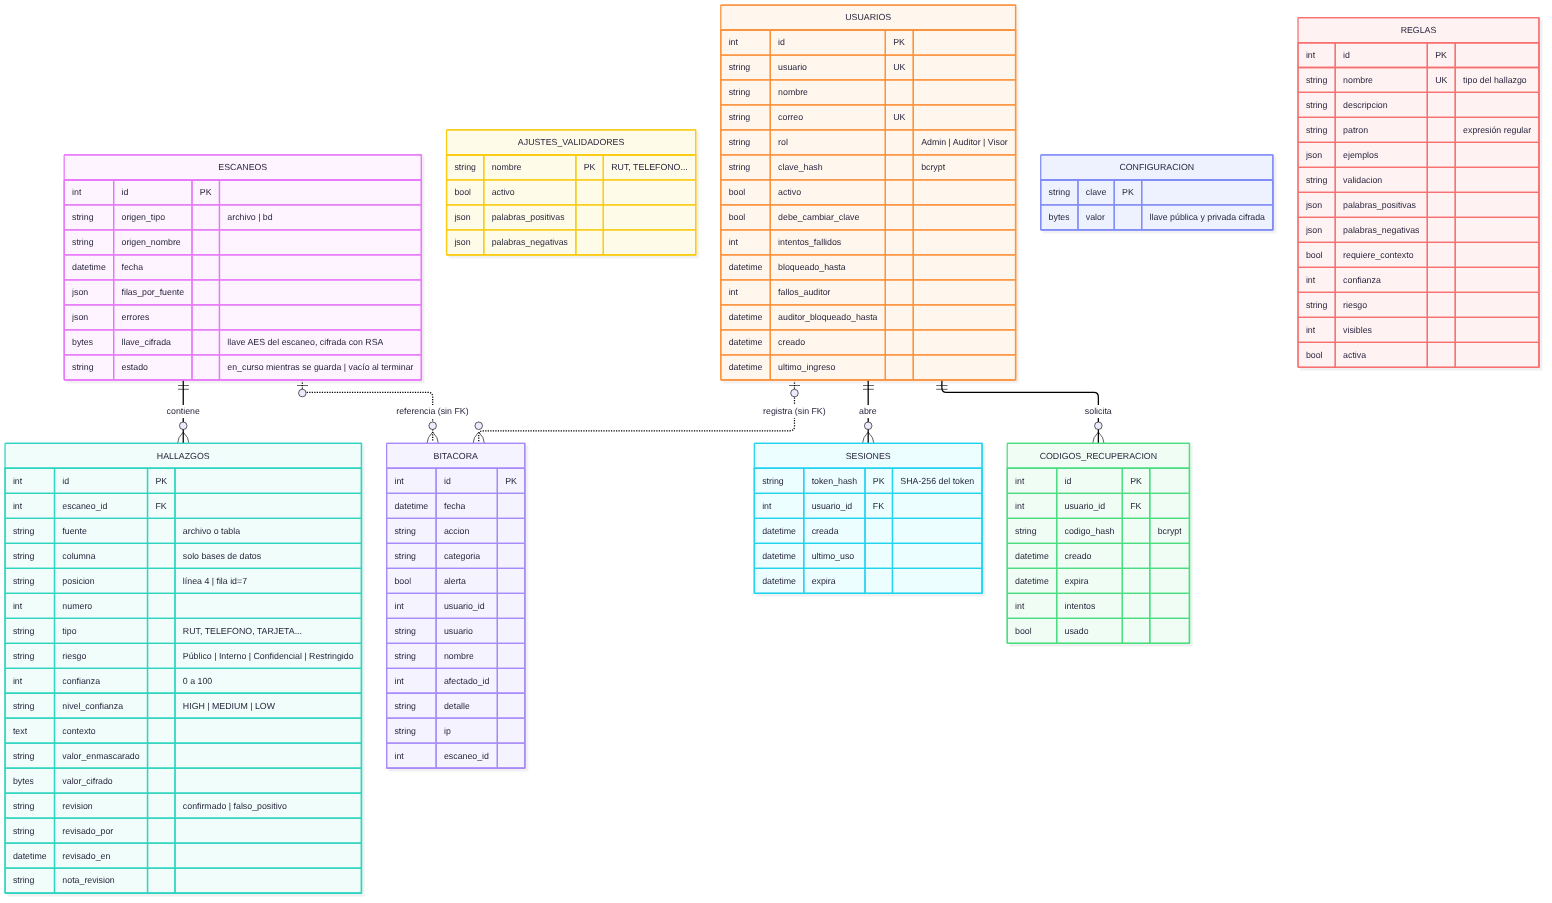 USUARIOS
int id PK
string usuario UK
string nombre
string correo UK
string rol Admin | Auditor | Visor
string clave_hash bcrypt
bool activo
bool debe_cambiar_clave
int intentos_fallidos
datetime bloqueado_hasta
int fallos_auditor
datetime auditor_bloqueado_hasta
datetime creado
datetime ultimo_ingreso
REGLAS
int id PK
string nombre UK tipo del hallazgo
string descripcion
string patron expresión regular
json ejemplos
string validacion
json palabras_positivas
json palabras_negativas
bool requiere_contexto
int confianza
string riesgo
int visibles
bool activa
AJUSTES_VALIDADORES
string nombre PK RUT, TELEFONO...
bool activo
json palabras_positivas
json palabras_negativas
ESCANEOS
int id PK
string origen_tipo archivo | bd
string origen_nombre
datetime fecha
json filas_por_fuente
json errores
bytes llave_cifrada llave AES del escaneo, cifrada con RSA
string estado en_curso mientras se guarda | vacío al terminar
CONFIGURACION
string clave PK
bytes valor llave pública y privada cifrada
contiene
referencia (sin FK)
registra (sin FK)
abre
solicita
HALLAZGOS
int id PK
int escaneo_id FK
string fuente archivo o tabla
string columna solo bases de datos
string posicion línea 4 | fila id=7
int numero
string tipo RUT, TELEFONO, TARJETA...
string riesgo Público | Interno | Confidencial | Restringido
int confianza 0 a 100
string nivel_confianza HIGH | MEDIUM | LOW
text contexto
string valor_enmascarado
bytes valor_cifrado
string revision confirmado | falso_positivo
string revisado_por
datetime revisado_en
string nota_revision
BITACORA
int id PK
datetime fecha
string accion
string categoria
bool alerta
int usuario_id
string usuario
string nombre
int afectado_id
string detalle
string ip
int escaneo_id
SESIONES
string token_hash PK SHA-256 del token
int usuario_id FK
datetime creada
datetime ultimo_uso
datetime expira
CODIGOS_RECUPERACION
int id PK
int usuario_id FK
string codigo_hash bcrypt
datetime creado
datetime expira
int intentos
bool usado